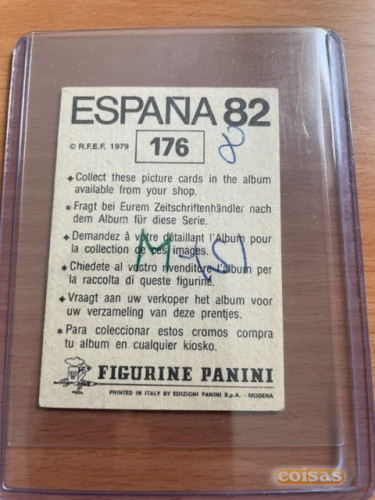 ESPAÑA 82
© R.F.E.F. 1979
176
8
Collect these picture cards in the album
available from your shop.
Fragt bei Eurem Zeitschriftenhändler nach
dem Album für diese Serie.
Demandez à votre détaillant l'Album pour
la collection de ces images.
Chiedete al vostro rivenditore l'album per
la raccolta di queste figurine.
Vraagt aan uw verkoper het album voor
uw verzameling van deze prentjes.
Para coleccionar estos cromos compra
tu album en cualquier kiosko.
FIGURINE PANINI
PRINTED IN ITALY BY EDIZIONI PANINI S.p.A. - MODENA
coisas